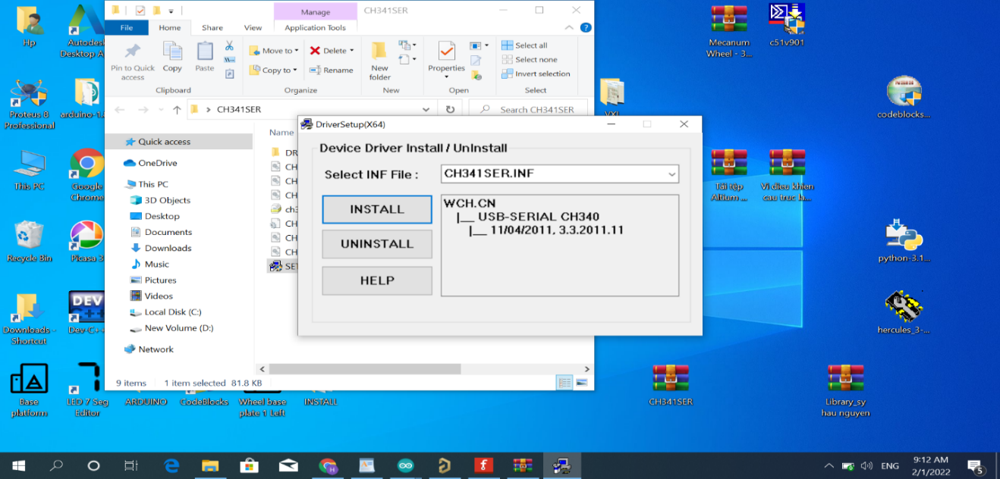 Manage
CH341SER
File
Home
Share
View
Application Tools
Pin to Quick
access
Copy
Paste
Move to
Copy to
Delete
Rename
New
folder
Properties
Select all
Select none
Invert selection
Clipboard
Organize
New
Open
Select
CH341SER
Search CH341SER
Name
Quick access
OneDrive
This PC
3D Objects
Desktop
Documents
Downloads
Music
Pictures
Videos
Local Disk (C:)
New Volume (D:)
Network
DR
CH
CH
CH
ch3
CH
CH
CH
SE
9 items
1 item selected 81.8 KB
DriverSetup(X64)
Device Driver Install / UnInstall
Select INF File :
CH341SER.INF
INSTALL
UNINSTALL
HELP
WCH.CN
|__ USB-SERIAL CH340
|__ 11/04/2011, 3.3.2011.11
Hp
Autodes
Desktop A
Proteus 8
Professional
arduino-1.
This PC
Google
Chrome
Recycle Bin
Picasa 3
Downloads -
Shortcut
DEV
C++
Dev-C++
Base
platform
LED 7 Seg
Editor
ARDUINO
CodeBlocks
Wheel base
plate 1 Left
INSTALL
Mecanum
Wheel - 3...
c51v901
VXL
codeblocks...
Tai tệp
Altium ...
Vi dieu khien
cau truc la...
python-3.1...
hercules_3-...
CH341SER
Library_sy
hau nguyen
ENG
9:12 AM
2/1/2022
5